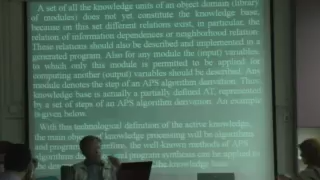 A set of all the knowledge units of an object domain (library
of modules) does not yet constitute the knowledge base,
because on this set different relations exist, in particular, the
relation of information dependences or neighborhood relation.
These relations should also be described and implemented in a
generated program. Also for any module the (input) variables,
in which only this module is permitted to be applied for
computing another (output) variables should be described. Any
module denotes the step of an APS algorithm derivation. Thus
knowledge base is actually a partially defined AT, represented
by a set of steps of an APS algorithm derivation. An example
is given below.
With this technological definition of the active knowledge,
the main objects of knowledge processing will be algorithms
and programs. Therefore, the well-known methods of APS
algorithms program synthesis can be applied to
the knowledge base